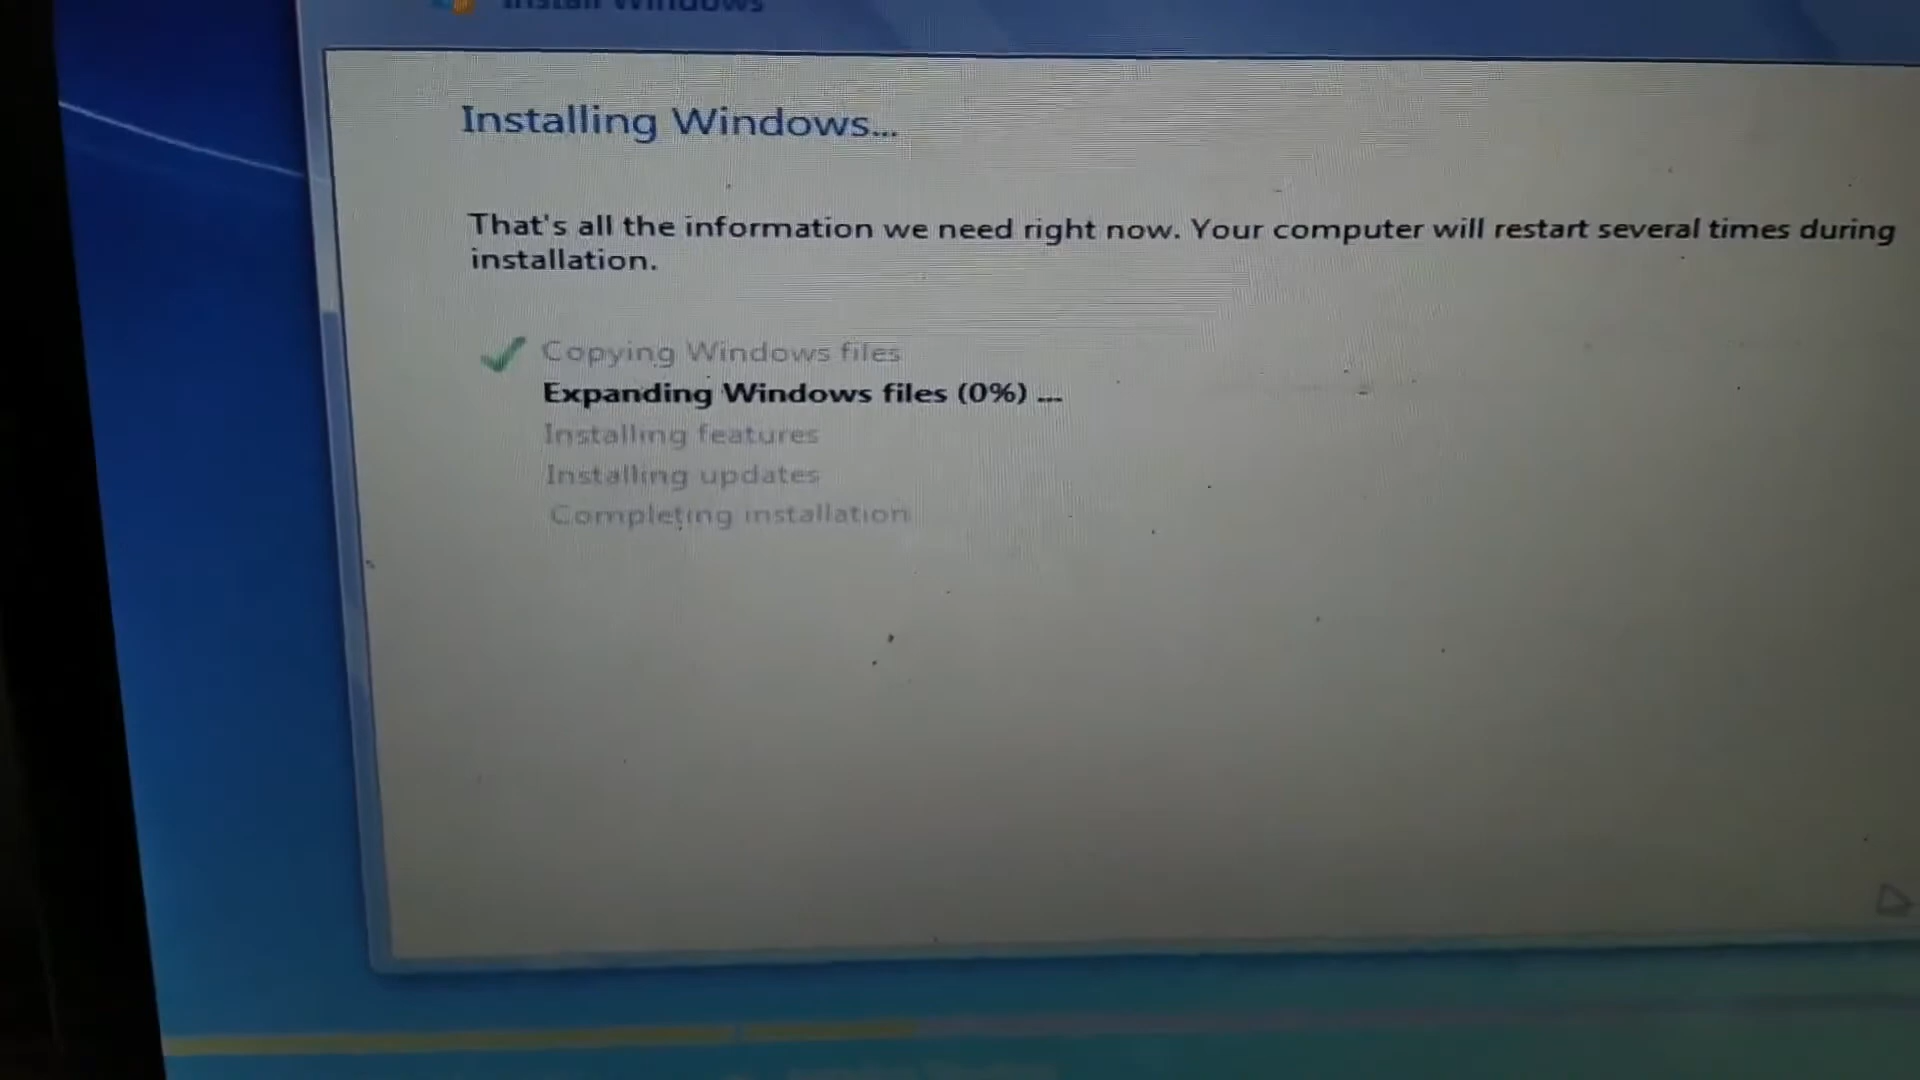 Install Windows
Installing Windows...
That's all the information we need right now. Your computer will restart several times during
installation.
Copying Windows files
Expanding Windows files (0%) ...
Installing features
Installing updates
Completing installation